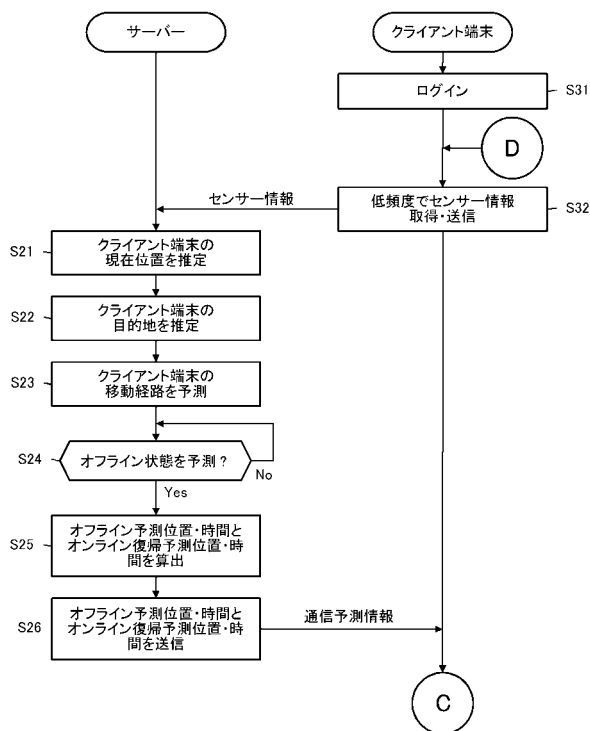 サーバー
クライアント端末
ログイン
S31
D
センサー情報
低頻度でセンサー情報
取得・送信
S32
S21
クライアント端末の
現在位置を推定
S22
クライアント端末の
目的地を推定
S23
クライアント端末の
移動経路を予測
S24
オフライン状態を予測?
No
Yes
S25
オフライン予測位置・時間と
オンライン復帰予測位置・時
間を算出
S26
オフライン予測位置・時間と
オンライン復帰予測位置・時
間を送信
通信予測情報
C